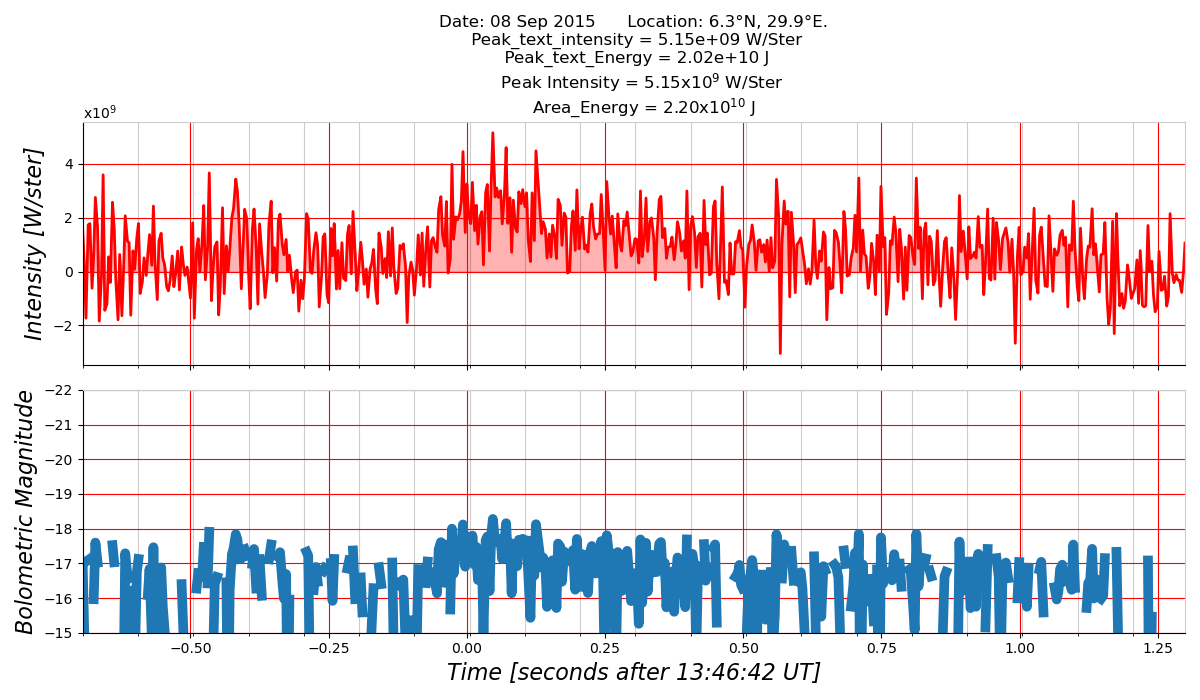 Date: 08 Sep 2015      Location: 6.3°N, 29.9°E.
Peak_text_intensity = 5.15e+09 W/Ster
Peak_text_Energy = 2.02e+10 J
Peak Intensity = 5.15x10⁹ W/Ster
Area_Energy = 2.20x10¹⁰ J
x10⁹
4
2
0
−2
Intensity [W/ster]
−22
−21
−20
−19
−18
−17
−16
−15
Bolometric Magnitude
−0.50 −0.25 0.00 0.25 0.50 0.75 1.00 1.25
Time [seconds after 13:46:42 UT]